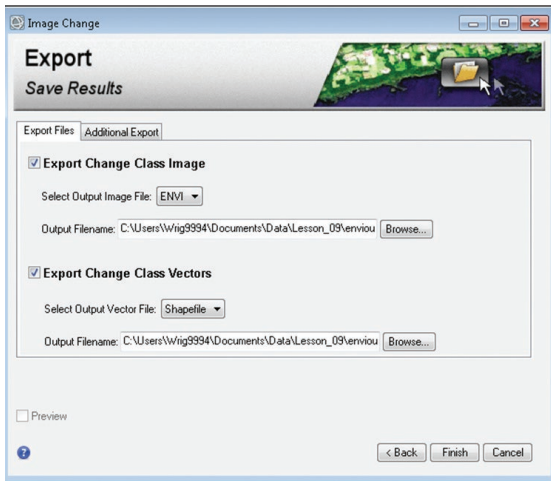 Image Change
Export
Save Results
Export Files Additional Export
Export Change Class Image
Select Output Image File: ENVI
Output Filename: C:\Users\Wrig9994\Documents\Data\Lesson_09\enviou Browse...
Export Change Class Vectors
Select Output Vector File: Shapefile
Output Filename: C:\Users\Wrig9994\Documents\Data\Lesson_09\enviou Browse...
Preview
? < Back Finish Cancel